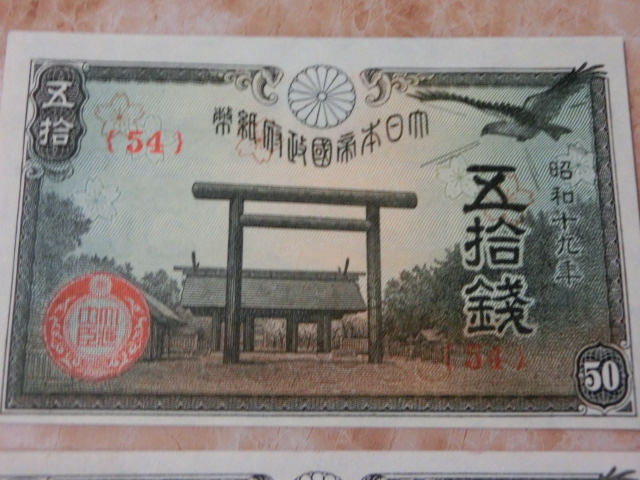 大日本帝國政府紙幣
五拾
(54)
昭和十九年
五拾錢
(54)
50